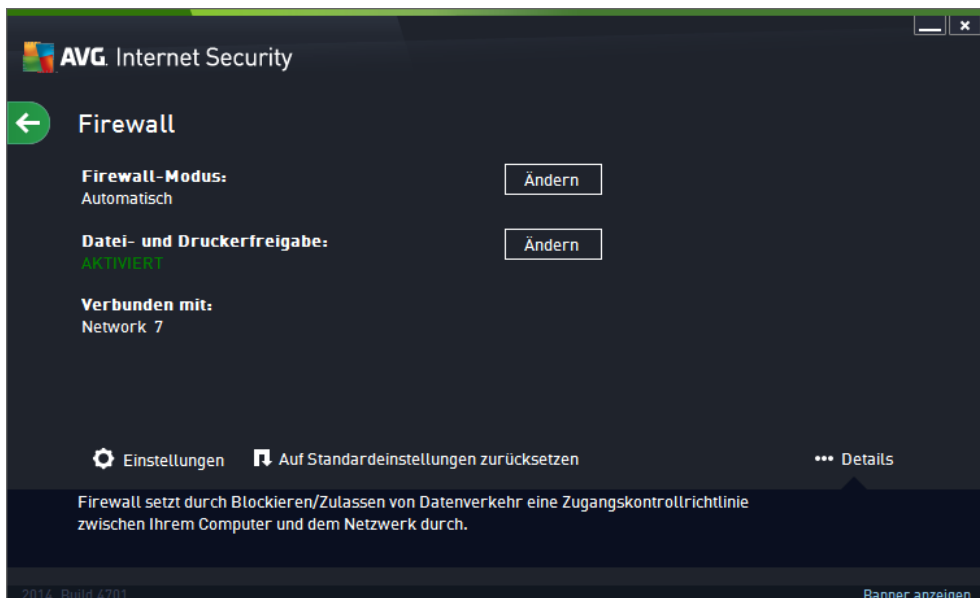 AVG. Internet Security
Firewall
Firewall-Modus:
Ändern
Automatisch
Datei- und Druckerfreigabe:
Ändern
AKTIVIERT
Verbunden mit:
Network 7
Einstellungen
Auf Standardeinstellungen zurücksetzen
Details
Firewall setzt durch Blockieren/Zulassen von Datenverkehr eine Zugangskontrollrichtlinie
zwischen Ihrem Computer und dem Netzwerk durch.
2014 Build 4701
Banner anzeigen